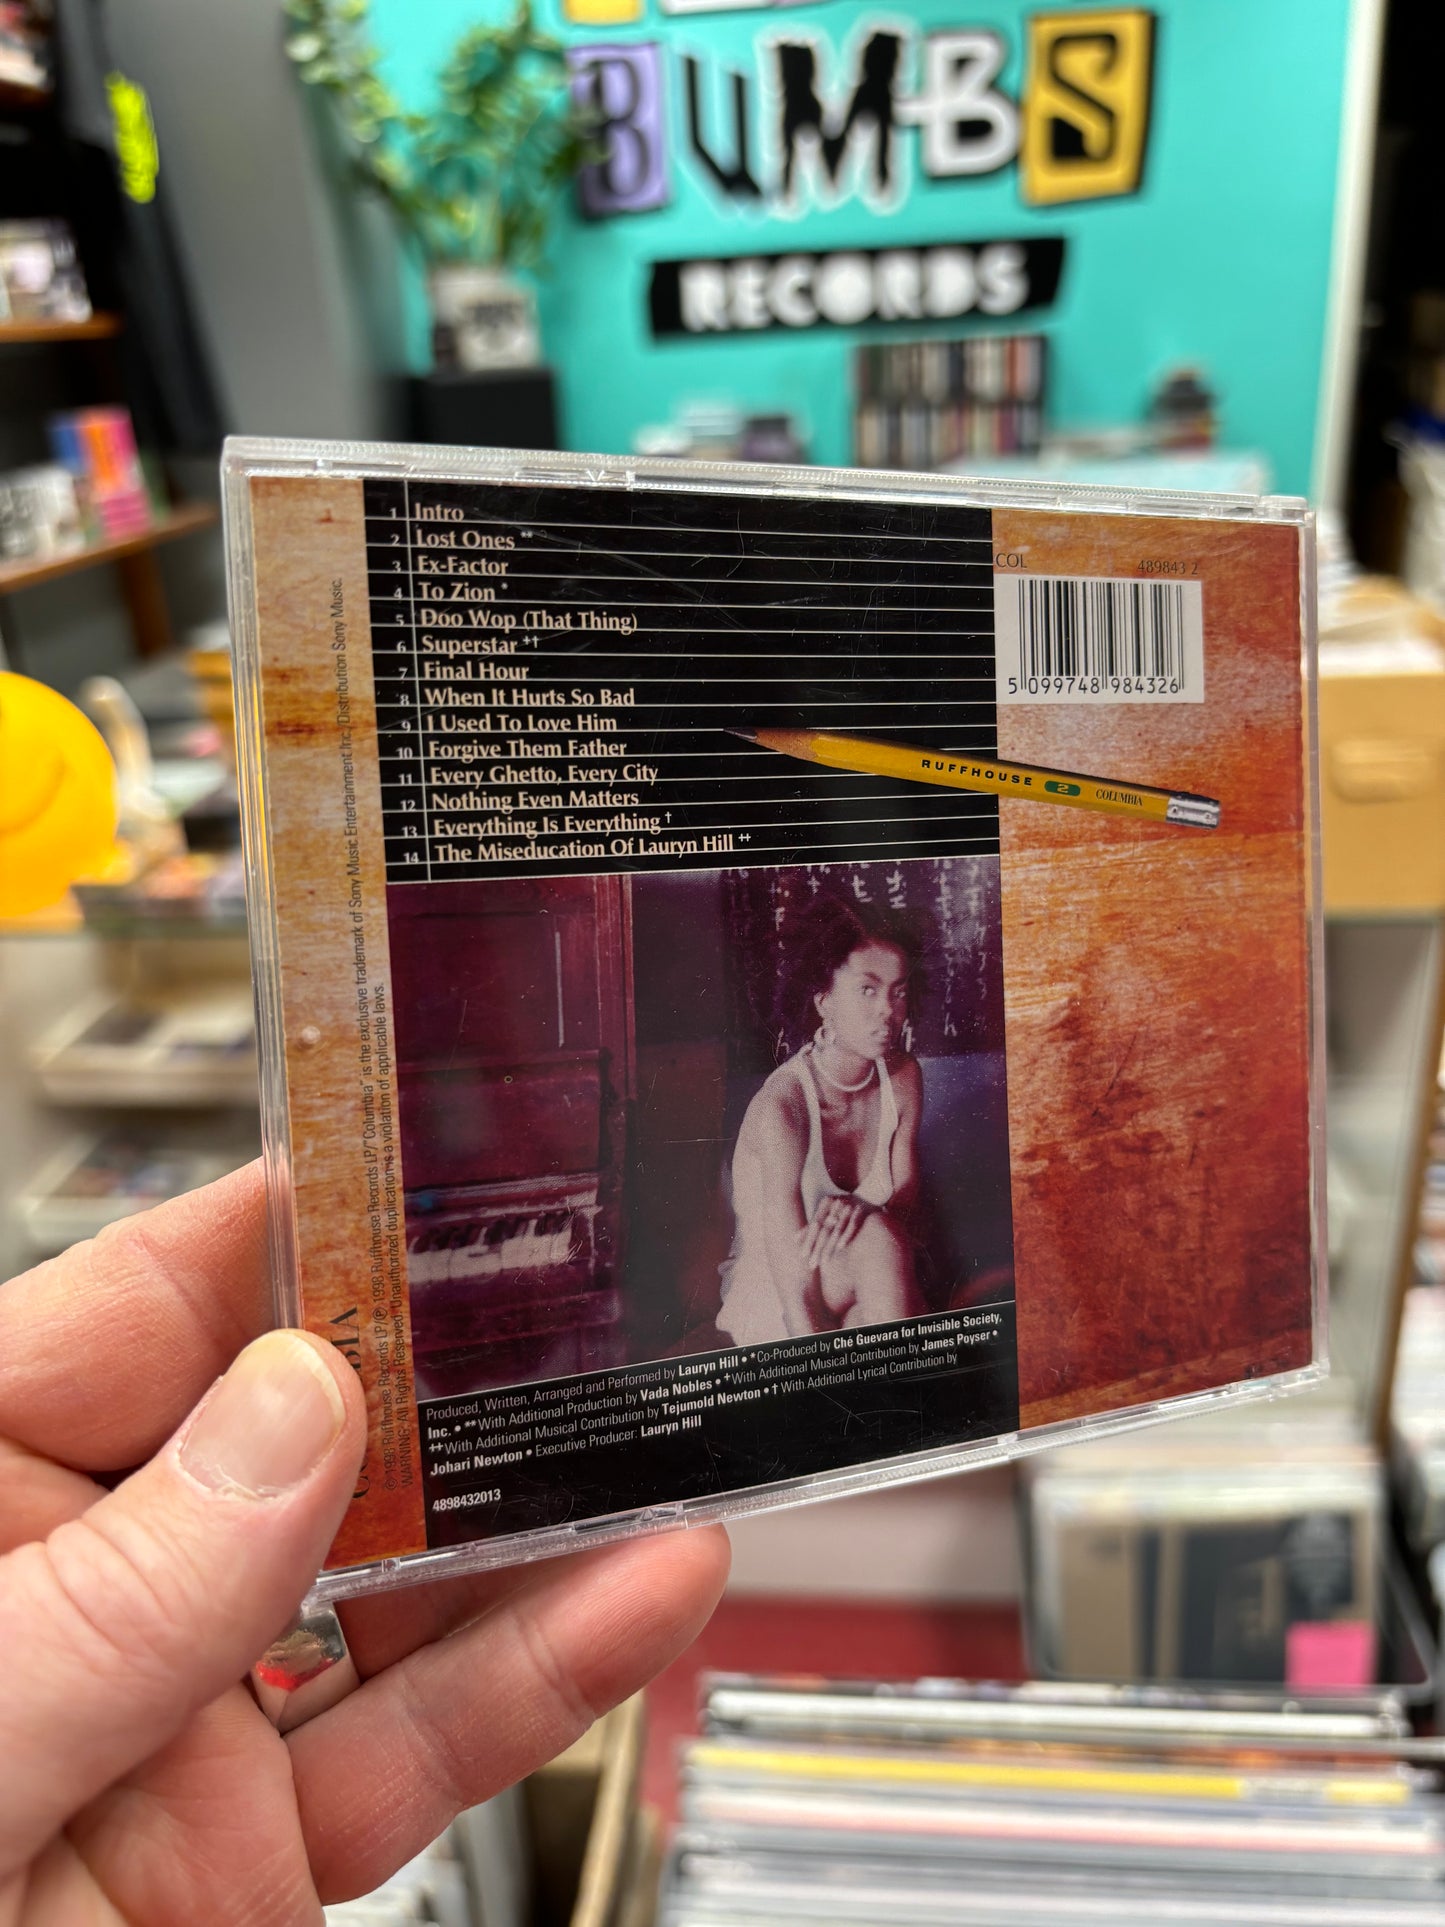 BUMBS
RECORDS
1 Intro
2 Lost Ones **
3 Ex-Factor
4 To Zion *
5 Doo Wop (That Thing)
6 Superstar ++
7 Final Hour
8 When It Hurts So Bad
9 I Used To Love Him
10 Forgive Them Father
11 Every Ghetto, Every City
12 Nothing Even Matters
13 Everything Is Everything †
14 The Miseducation Of Lauryn Hill ++
COL 489843 2
5 099748 984326
RUFFHOUSE 2 COLUMBIA
Produced, Written, Arranged and Performed by Lauryn Hill • *Co-Produced by Ché Guevara for Invisible Society,
Inc. • **With Additional Production by Vada Nobles • +With Additional Musical Contribution by James Poyser •
++With Additional Musical Contribution by Tejumold Newton • † With Additional Lyrical Contribution by
Johari Newton • Executive Producer: Lauryn Hill
4898432013
© 1998 Ruffhouse Records LP/℗ 1998 Ruffhouse Records LP/"Columbia" is the exclusive trademark of Sony Music Entertainment Inc./Distribution Sony Music.
WARNING: All Rights Reserved. Unauthorized duplication is a violation of applicable laws.